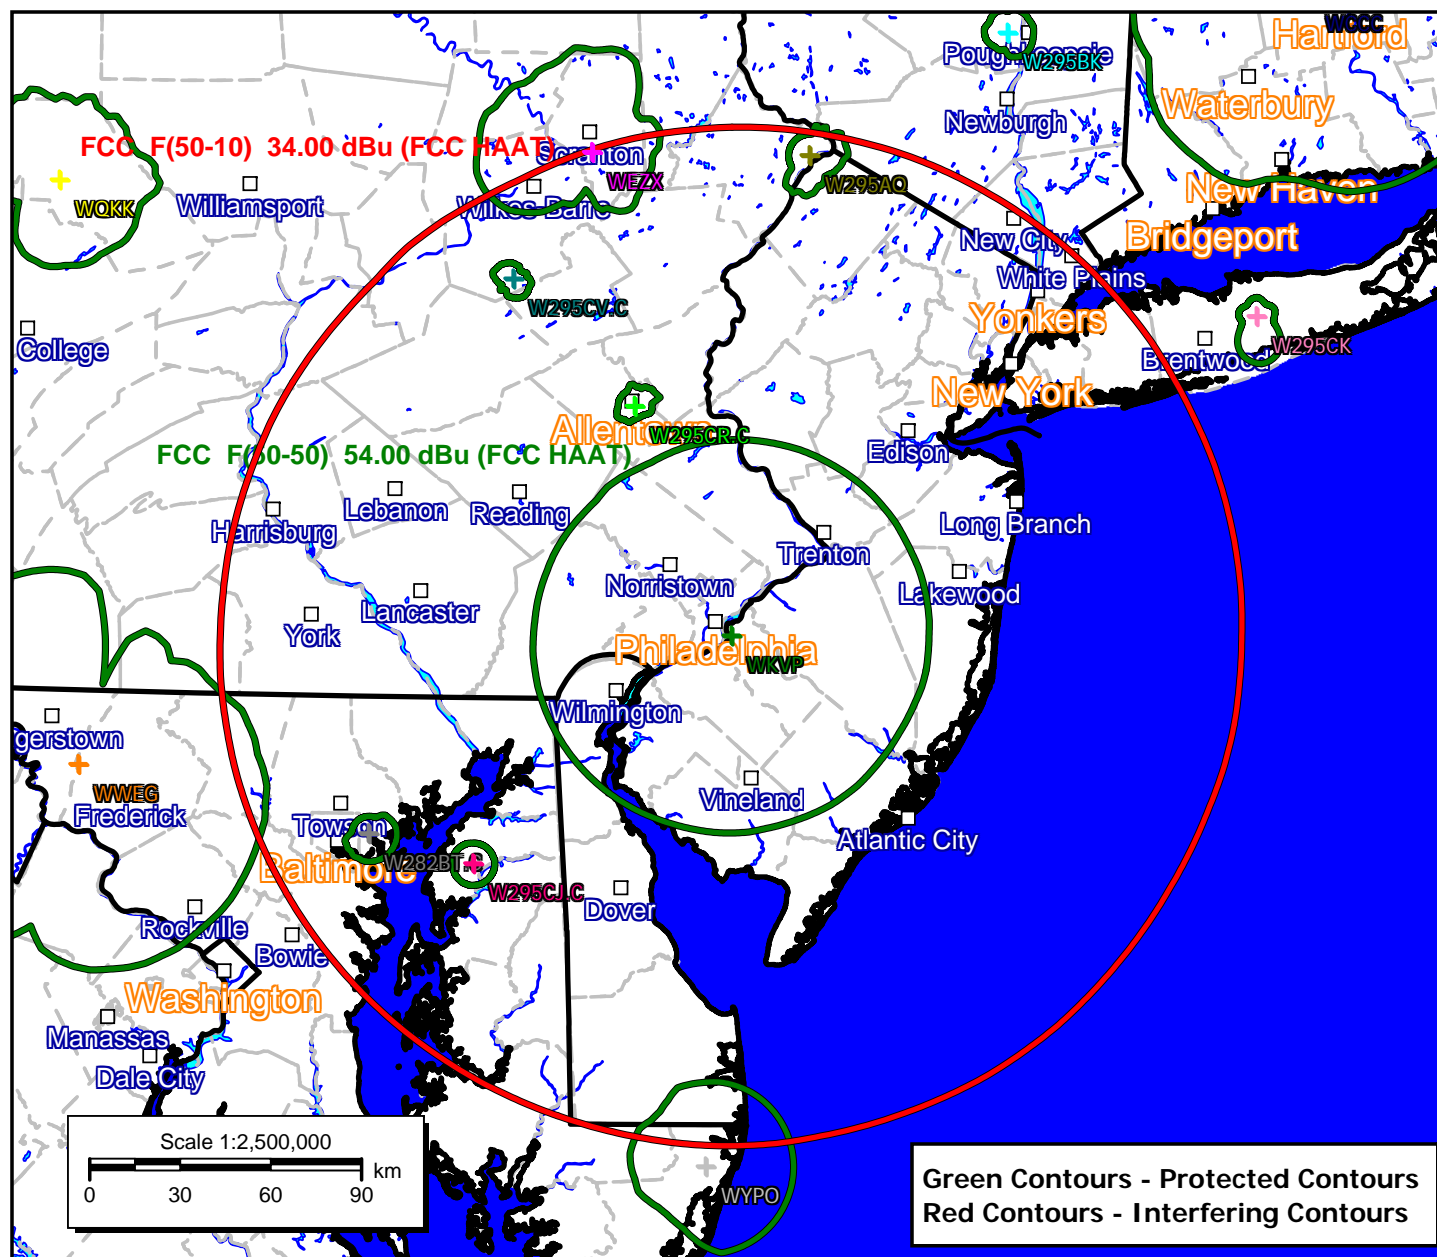 WCCC
Hartford
Poughkeepsie
W295BK
Waterbury
Newburgh
FCC F(50-10) 34.00 dBu (FCC HAAT)
Scranton
WEZX
W295AQ
New Haven
WQKK
Williamsport
Wilkes-Barre
New City
Bridgeport
White Plains
W295CV.C
Yonkers
College
Brentwood
W295CK
New York
Allentown
W295CR.C
FCC F(50-50) 54.00 dBu (FCC HAAT)
Edison
Lebanon
Reading
Harrisburg
Long Branch
Trenton
Norristown
Lakewood
Lancaster
York
Philadelphia
WKVP
Wilmington
gerstown
WWEG
Frederick
Vineland
Towson
Atlantic City
Baltimore
W282BT.C
W295CJ.C
Dover
Rockville
Bowie
Washington
Manassas
Dale City
Scale 1:2,500,000
km
0 30 60 90
WYPO
Green Contours - Protected Contours
Red Contours - Interfering Contours